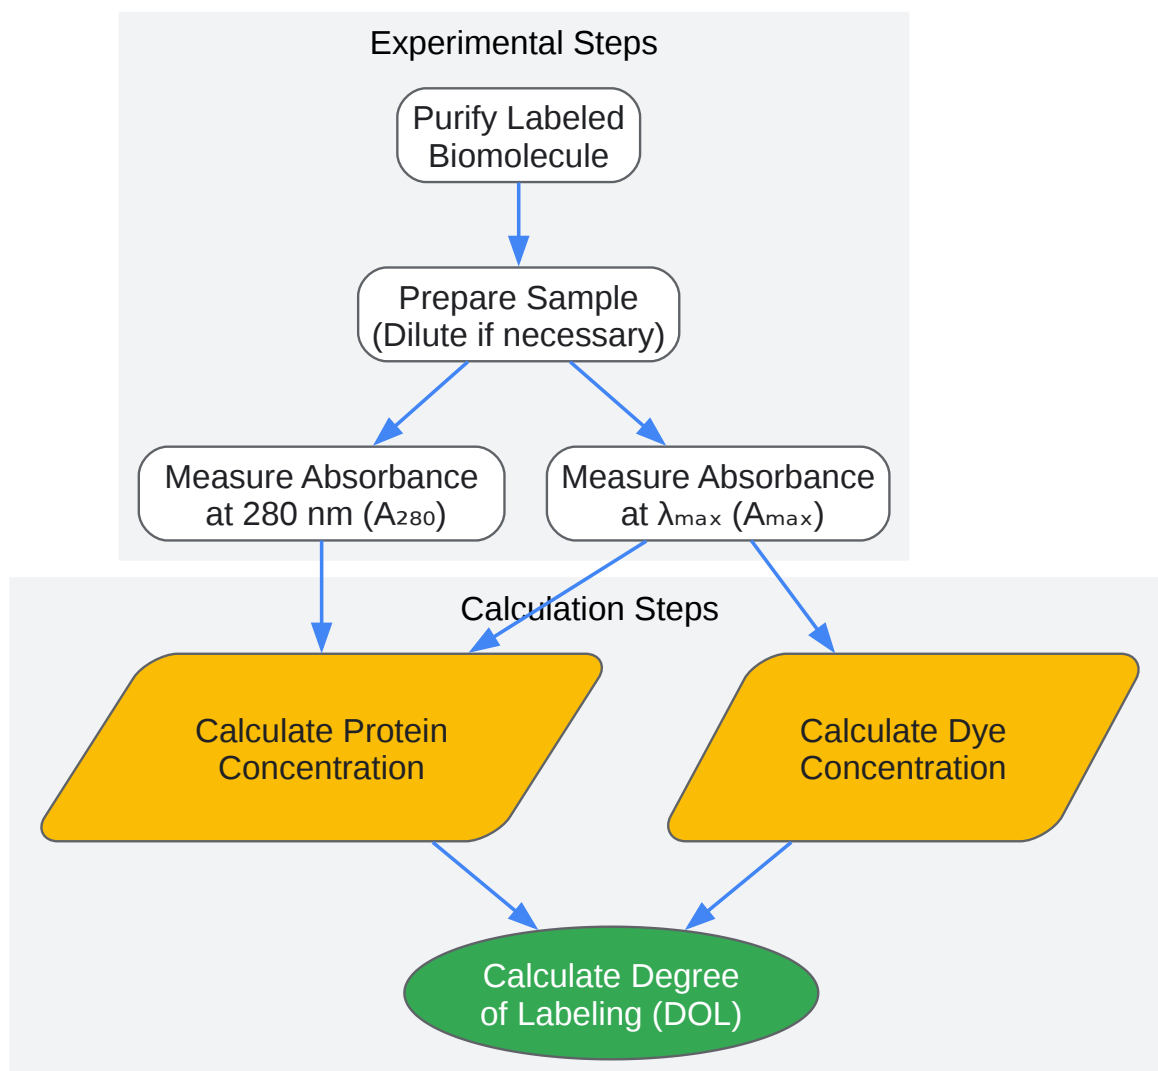 Experimental Steps
Purify Labeled
Biomolecule
Prepare Sample
(Dilute if necessary)
Measure Absorbance
at 280 nm (A₂₈₀)
Measure Absorbance
at λₘₐₓ (Aₘₐₓ)
Calculation Steps
Calculate Protein
Concentration
Calculate Dye
Concentration
Calculate Degree
of Labeling (DOL)